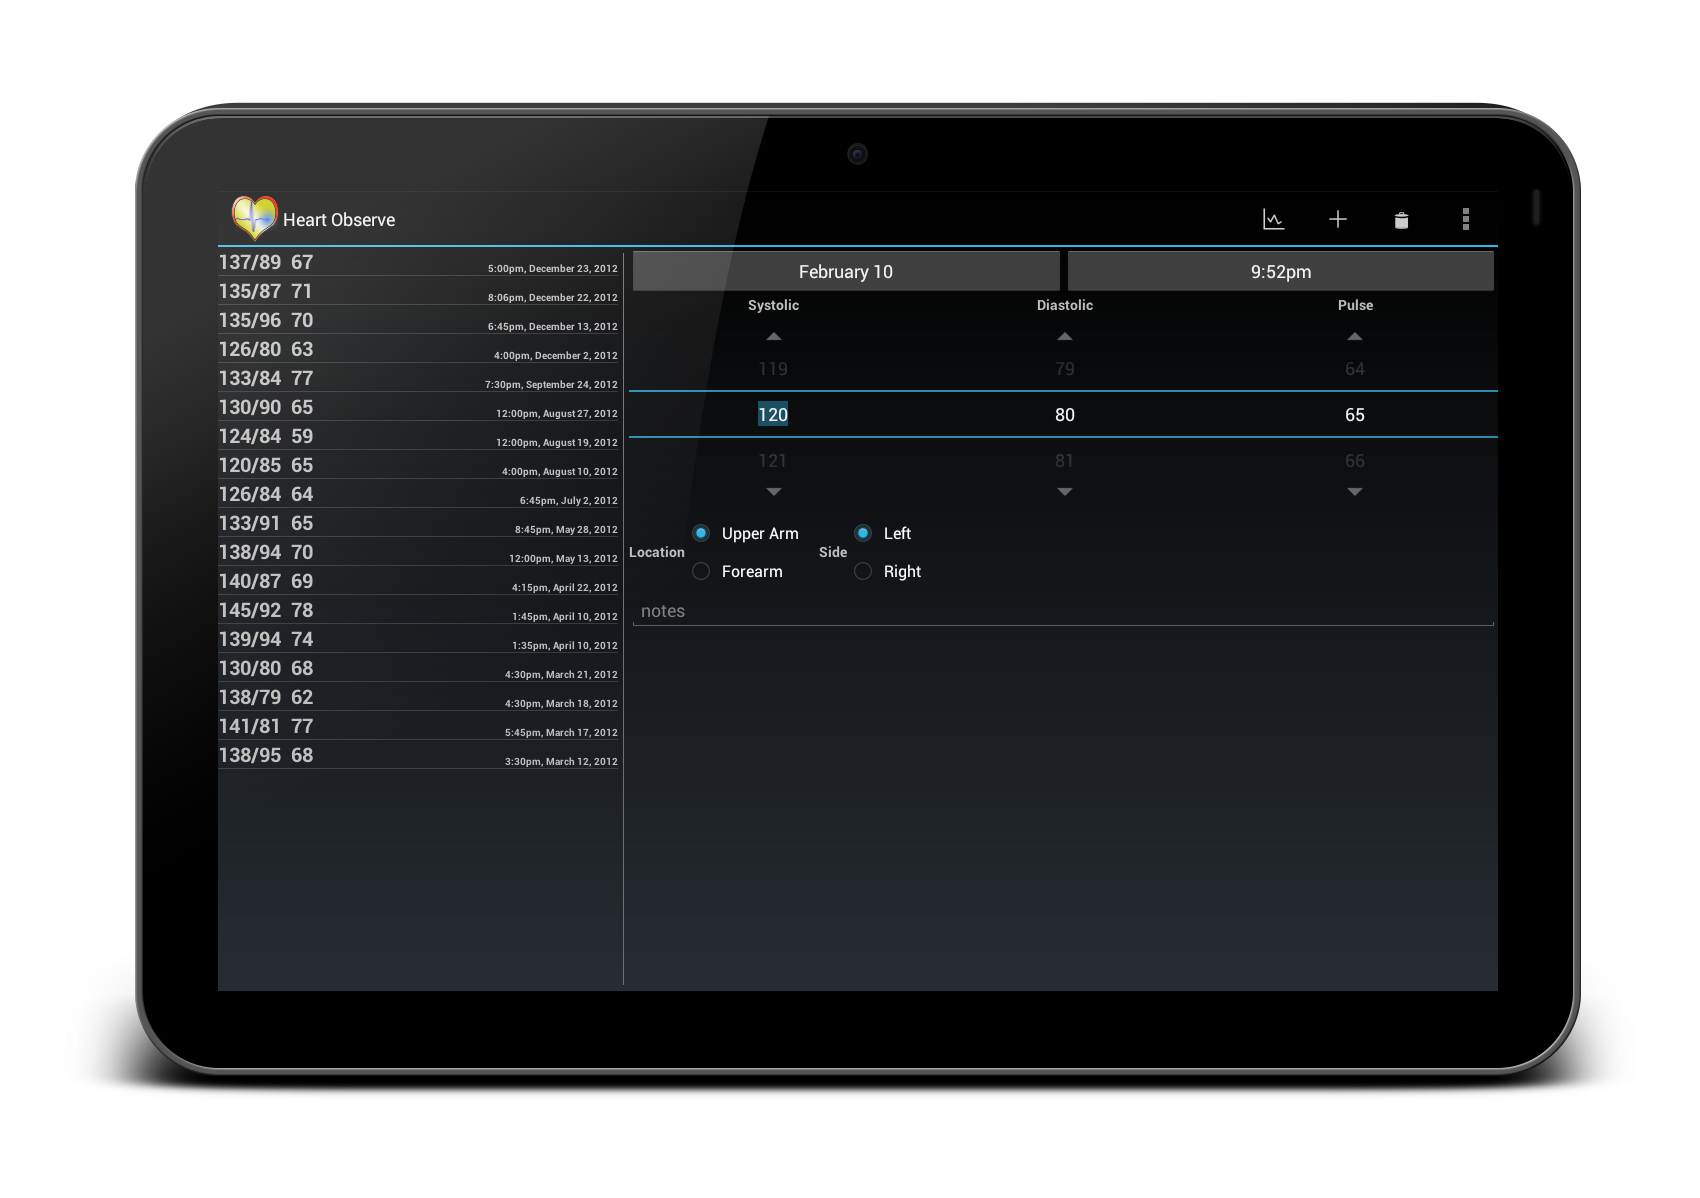 Heart Observe
137/89 67 5:00pm, December 23, 2012
135/87 71 8:06pm, December 22, 2012
135/96 70 6:45pm, December 13, 2012
126/80 63 4:00pm, December 2, 2012
133/84 77 7:30pm, September 24, 2012
130/90 65 12:00pm, August 27, 2012
124/84 59 12:00pm, August 19, 2012
120/85 65 4:00pm, August 10, 2012
126/84 64 6:45pm, July 2, 2012
133/91 65 8:45pm, May 28, 2012
138/94 70 12:00pm, May 13, 2012
140/87 69 4:15pm, April 22, 2012
145/92 78 1:45pm, April 10, 2012
139/94 74 1:35pm, April 10, 2012
130/80 68 4:30pm, March 21, 2012
138/79 62 4:30pm, March 18, 2012
141/81 77 5:45pm, March 17, 2012
138/95 68 3:30pm, March 12, 2012
February 10 9:52pm
Systolic Diastolic Pulse
119 79 64
120 80 65
121 81 66
Location
Upper Arm
Forearm
Side
Left
Right
notes